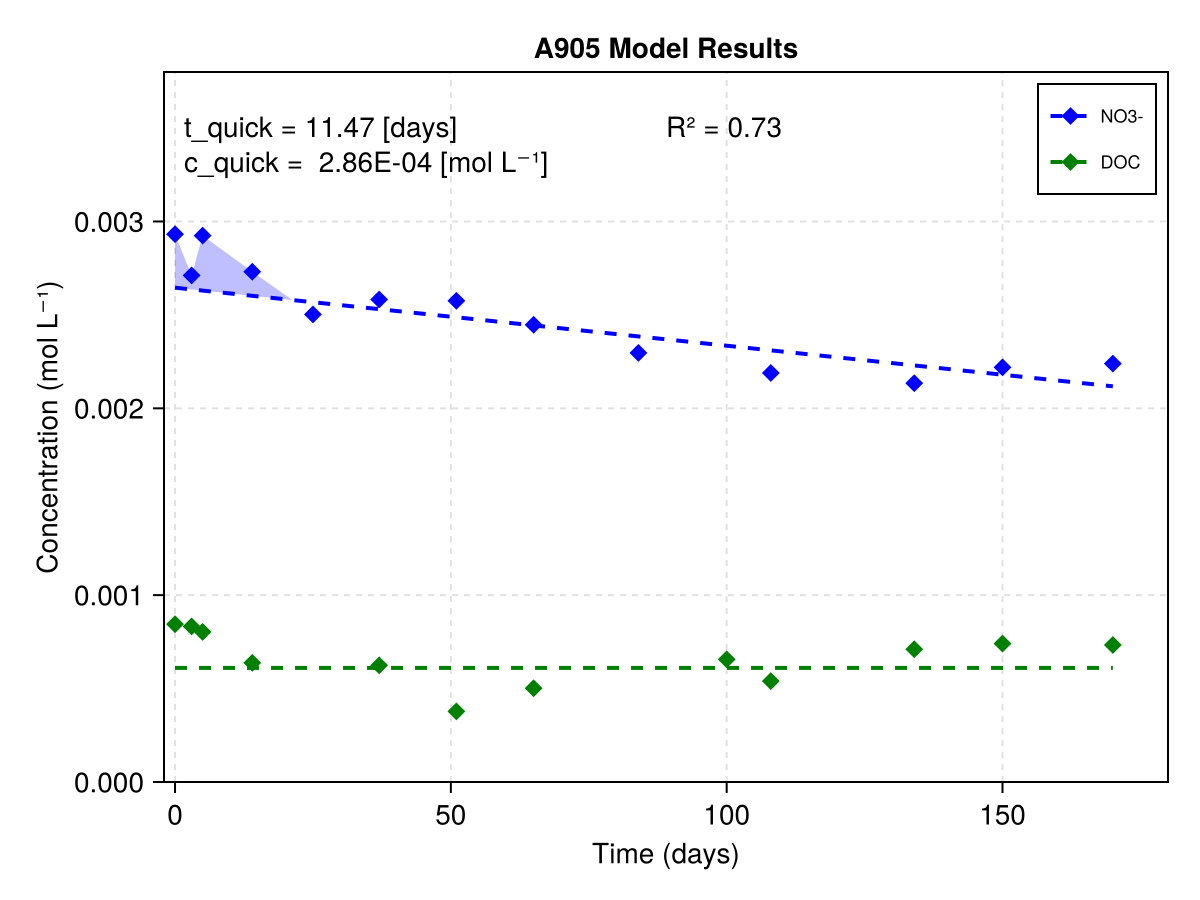 A905 Model Results
t_quick = 11.47 [days]
R² = 0.73
c_quick =  2.86E-04 [mol L⁻¹]
NO3-
DOC
0.003
0.002
0.001
0.000
Concentration (mol L⁻¹)
0
50
100
150
Time (days)